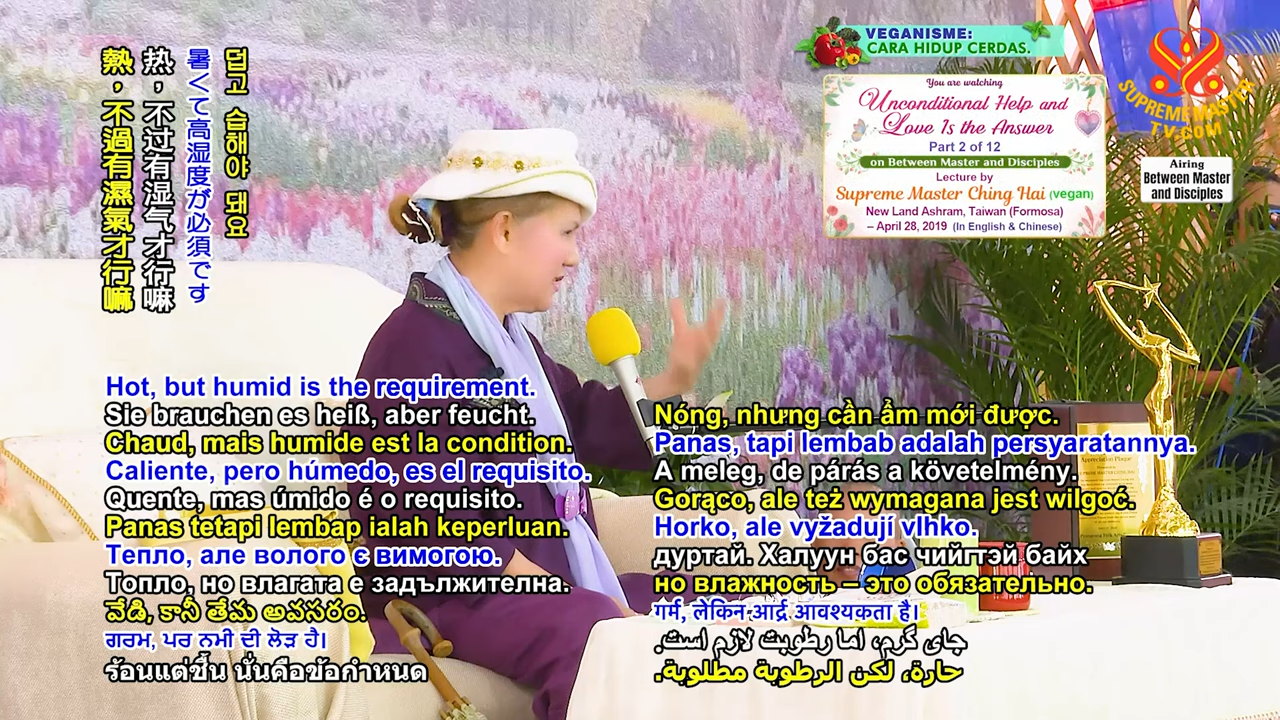 덥고 습해야 돼요
暑くて高湿度が必須です
热，不过有湿气才行嘛
熱，不過有濕氣才行嘛
VEGANISME:
CARA HIDUP CERDAS.
You are watching
Unconditional Help and
Love Is the Answer
Part 2 of 12
on Between Master and Disciples
Lecture by
Supreme Master Ching Hai (vegan)
New Land Ashram, Taiwan (Formosa)
– April 28, 2019 (In English & Chinese)
SUPREME MASTER
TV.COM
Airing
Between Master
and Disciples
Hot, but humid is the requirement.
Sie brauchen es heiß, aber feucht.
Chaud, mais humide est la condition.
Caliente, pero húmedo, es el requisito.
Quente, mas úmido é o requisito.
Panas tetapi lembap ialah keperluan.
Тепло, але волого є вимогою.
Топло, но влагата е задължителна.
వేడి, కానీ తేమ అవసరం.
ਗਰਮ, ਪਰ ਨਮੀ ਦੀ ਲੋੜ ਹੈ।
ร้อนแต่ชื้น นั่นคือข้อกำหนด
Nóng, nhưng cần ẩm mới được.
Panas, tapi lembab adalah persyaratannya.
A meleg, de párás a követelmény.
Gorąco, ale też wymagana jest wilgoć.
Horko, ale vyžadují vlhko.
дуртай. Халуун бас чийгтэй байх
но влажность – это обязательно.
गर्म, लेकिन आर्द्र आवश्यकता है।
جای گرم، اما رطوبت لازم است.
حارة، لكن الرطوبة مطلوبة.
Appreciation Plaque